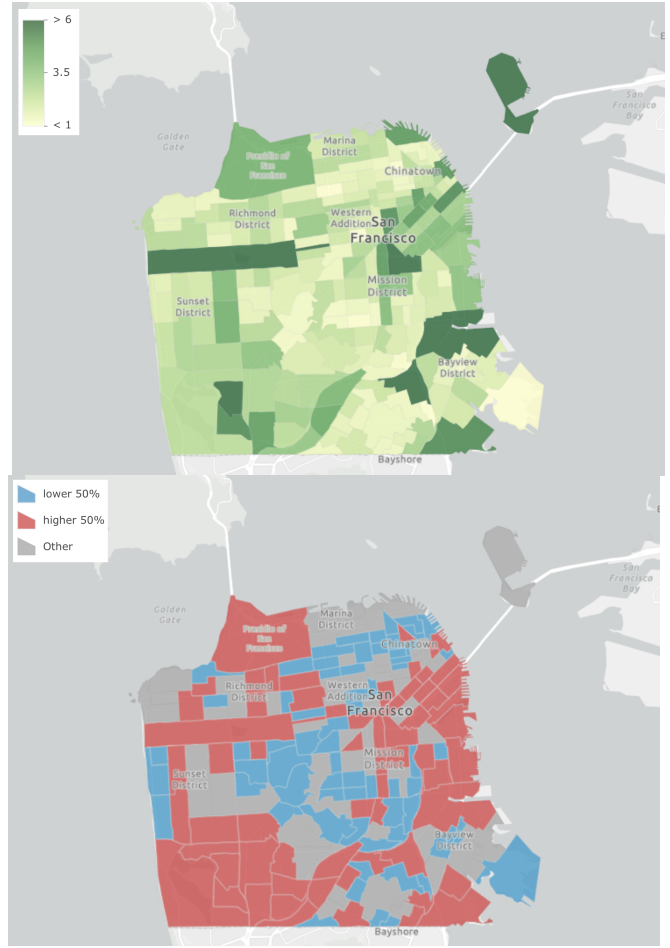 > 6
3.5
< 1
E
San
Francisco
Bay
Golden
Gate
Marina
District
Presidio of
San
Francisco
Chinatown
Richmond
District
Western
Addition
San
Francisco
Mission
District
Sunset
District
Bayview
District
Bayshore
lower 50%
higher 50%
Other
E
San
Francisco
Bay
Golden
Gate
Marina
District
Presidio of
San
Francisco
Chinatown
Richmond
District
Western
Addition
San
Francisco
Mission
District
Sunset
District
Bayview
District
Bayshore